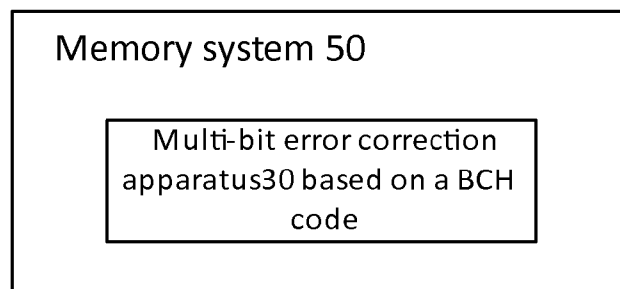 Memory system 50
Multi-bit error correction
apparatus30 based on a BCH
code